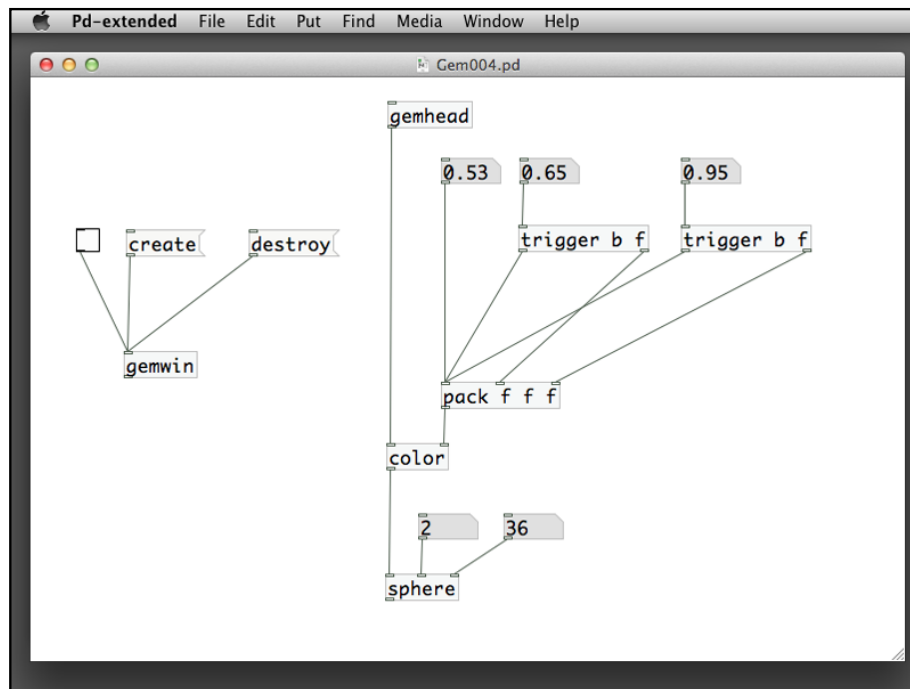 Pd-extended File Edit Put Find Media Window Help
Gem004.pd
gemhead
0.53 0.65 0.95
create destroy trigger b f trigger b f
gemwin
pack f f f
color
2 36
sphere